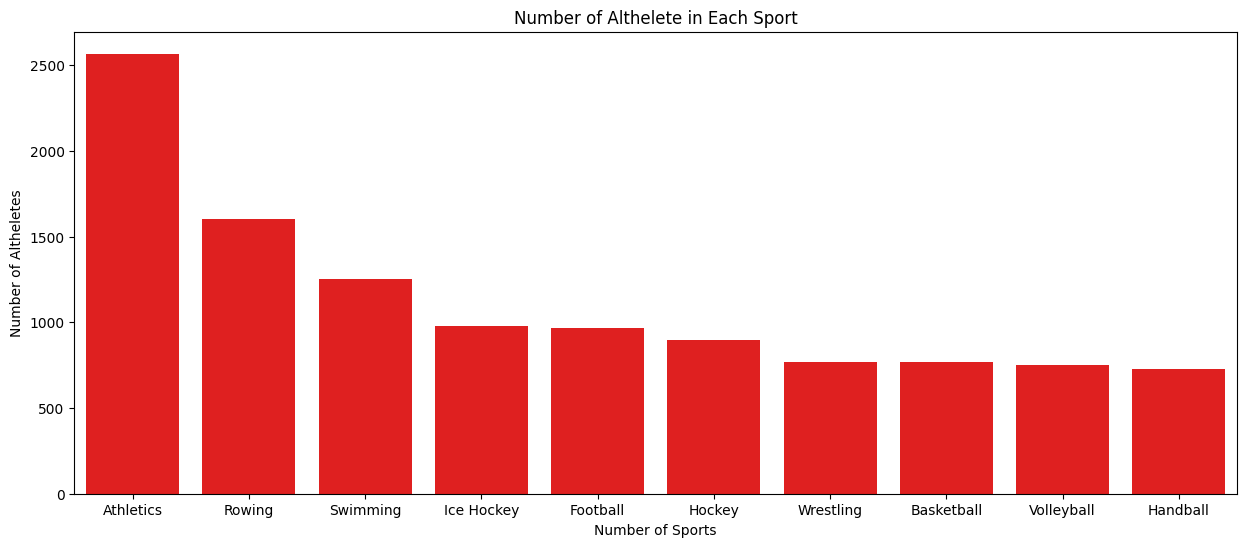 Number of Althelete in Each Sport
Number of Altheletes
2500
2000
1500
1000
500
0
Athletics Rowing Swimming Ice Hockey Football Hockey Wrestling Basketball Volleyball Handball
Number of Sports